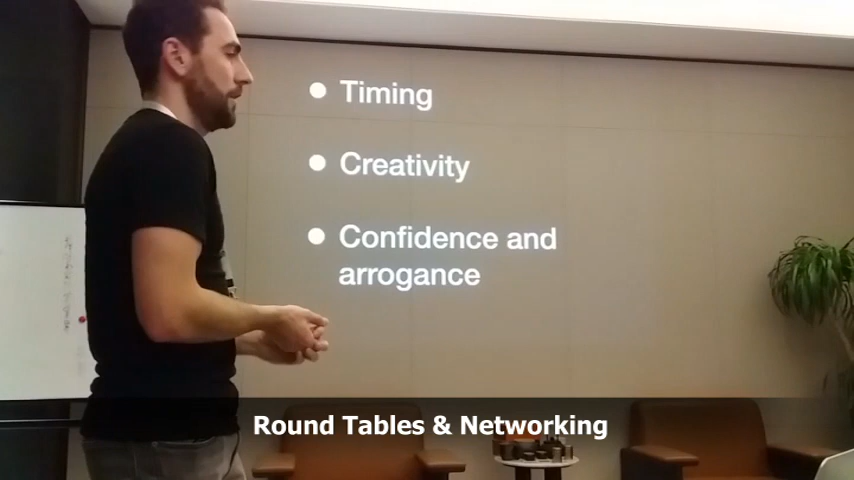 Timing
Creativity
Confidence and
arrogance
Round Tables & Networking